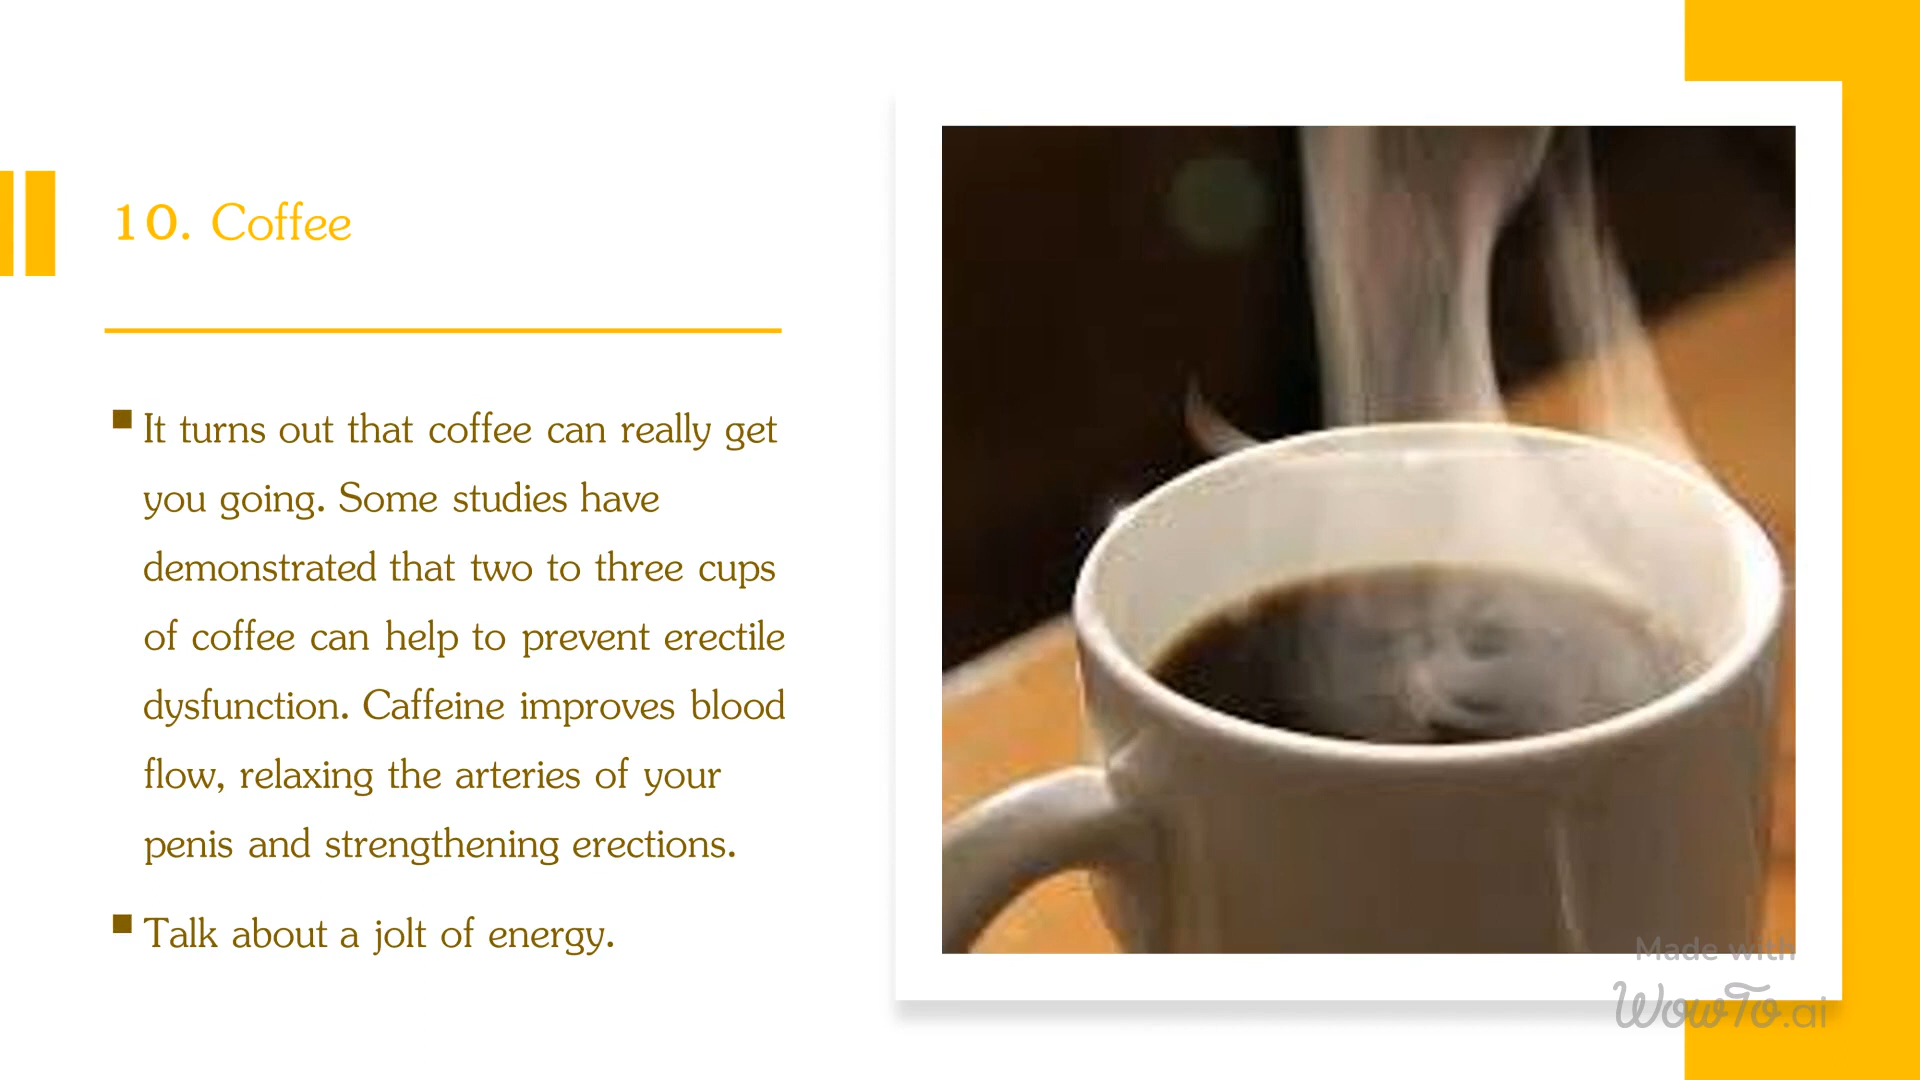 10. Coffee
It turns out that coffee can really get
you going. Some studies have
demonstrated that two to three cups
of coffee can help to prevent erectile
dysfunction. Caffeine improves blood
flow, relaxing the arteries of your
penis and strengthening erections.
Talk about a jolt of energy.
Made with
WowTo.ai